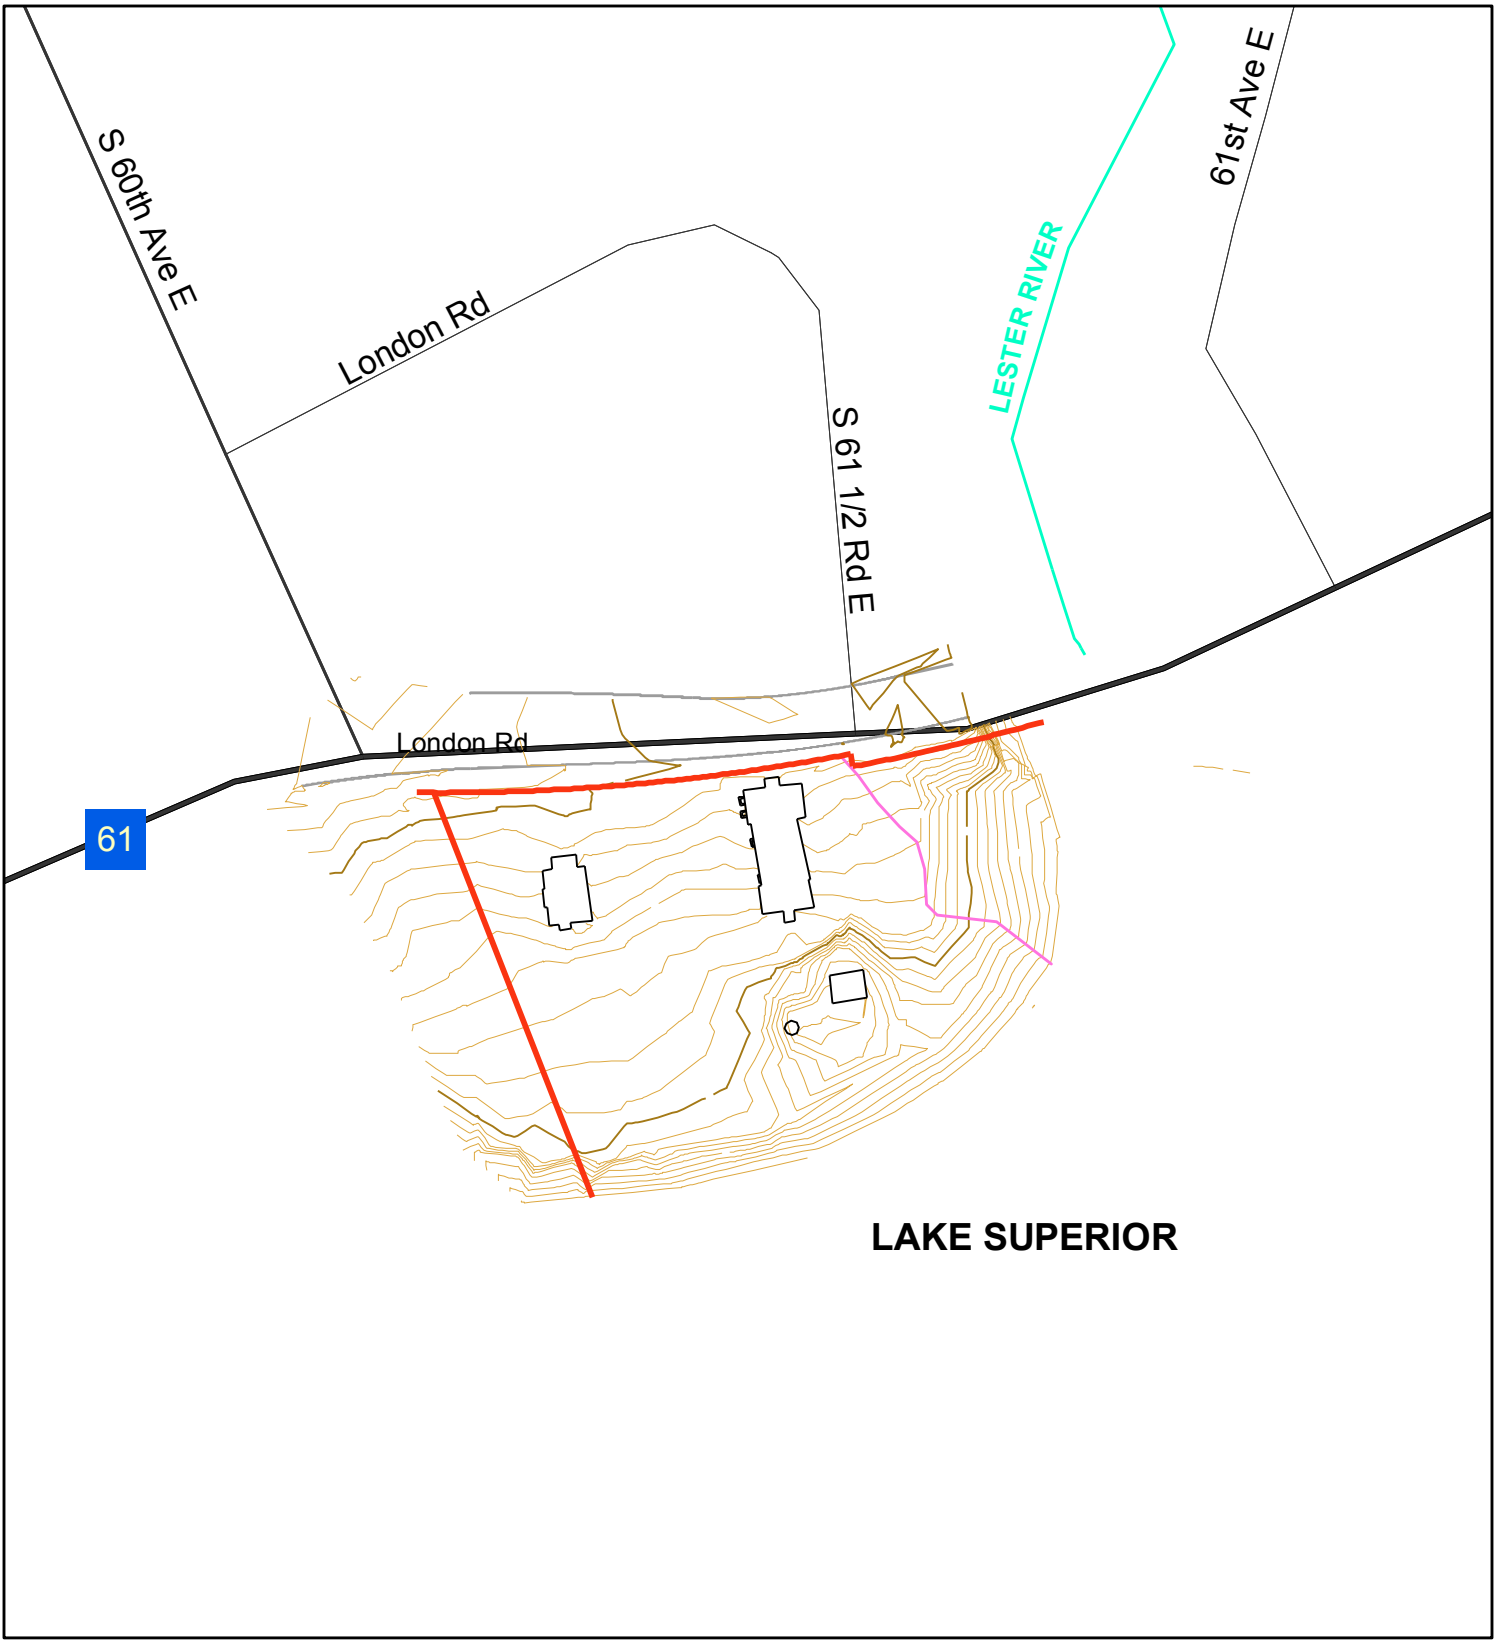 61st Ave E
S 60th Ave E
LESTER RIVER
London Rd
S 61 1/2 Rd E
London Rd
61
LAKE SUPERIOR